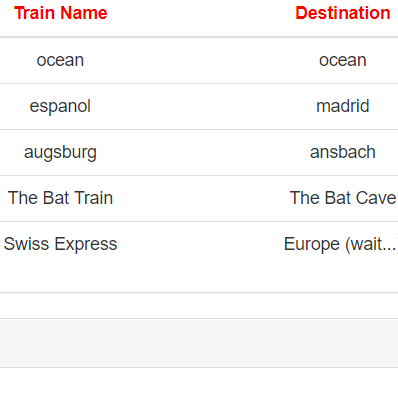 Train Name Destination
ocean ocean
espanol madrid
augsburg ansbach
The Bat Train The Bat Cave
Swiss Express Europe (wait...